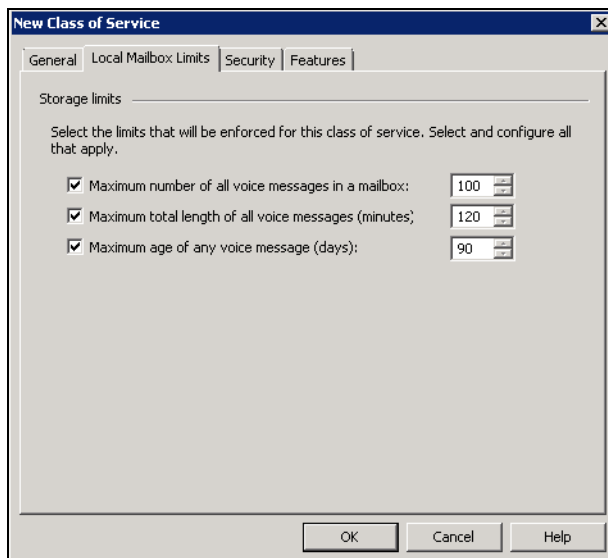 New Class of Service
General Local Mailbox Limits Security Features
Storage limits
Select the limits that will be enforced for this class of service. Select and configure all
that apply.
Maximum number of all voice messages in a mailbox: 100
Maximum total length of all voice messages (minutes) 120
Maximum age of any voice message (days): 90
OK Cancel Help